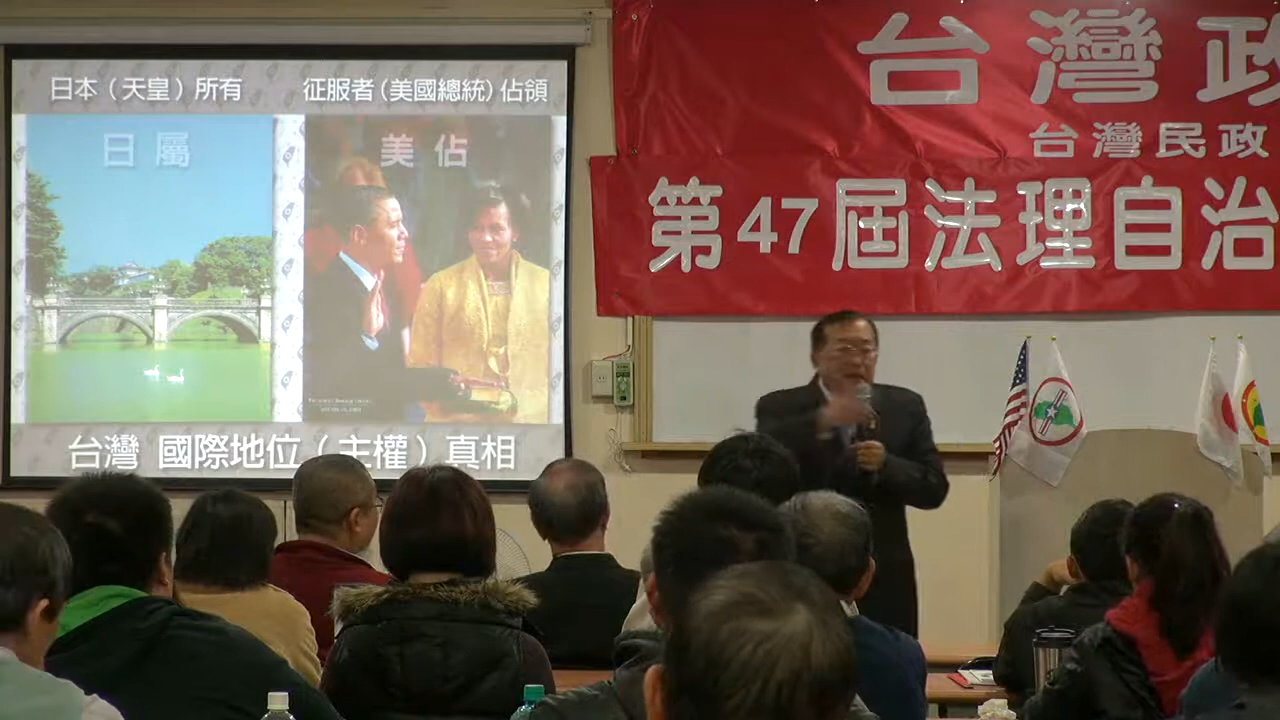 日本（天皇）所有
征服者（美國總統）佔領
日屬
美佔
台灣 國際地位（主權）真相
台灣政
台灣民政
第47屆法理自治